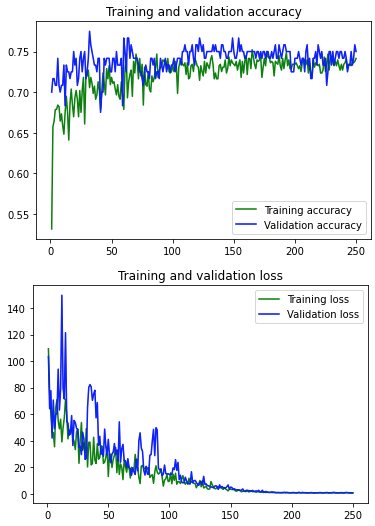 Training and validation accuracy
0.75
0.70
0.65
0.60
0.55
Training accuracy
Validation accuracy
0 50 100 150 200 250
Training and validation loss
140
120
100
80
60
40
20
0
Training loss
Validation loss
0 50 100 150 200 250